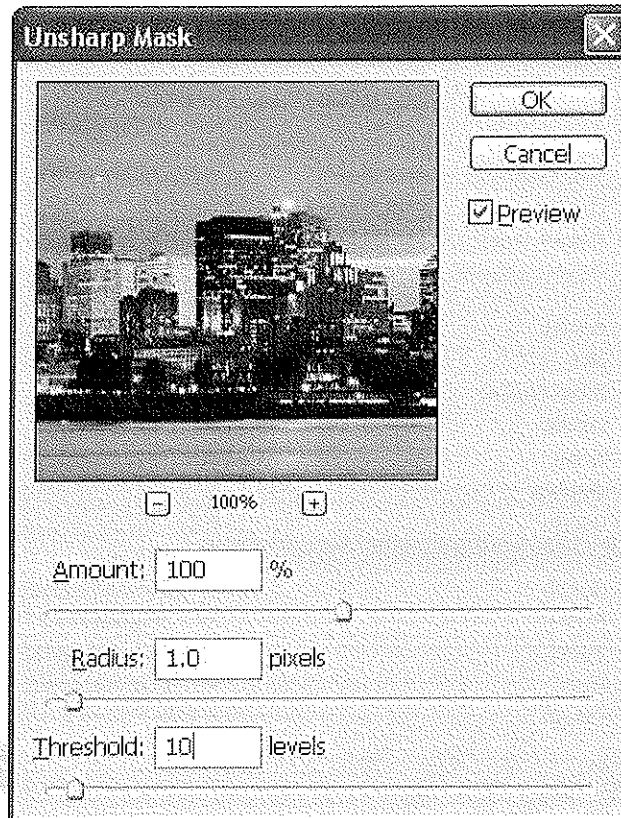 Unsharp Mask
OK
Cancel
Preview
100%
Amount: 100 %
Radius: 1.0 pixels
Threshold: 10 levels